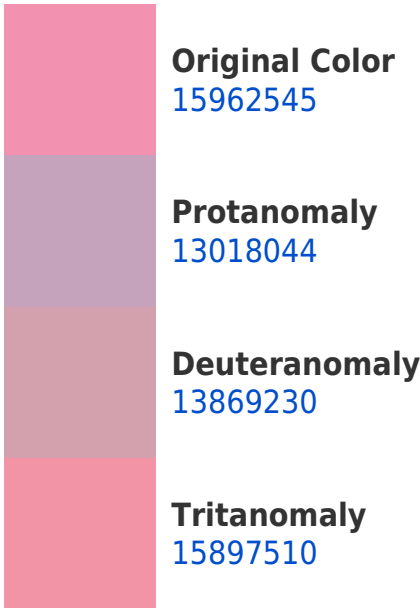 Original Color
15962545
Protanomaly
13018044
Deuteranomaly
13869230
Tritanomaly
15897510